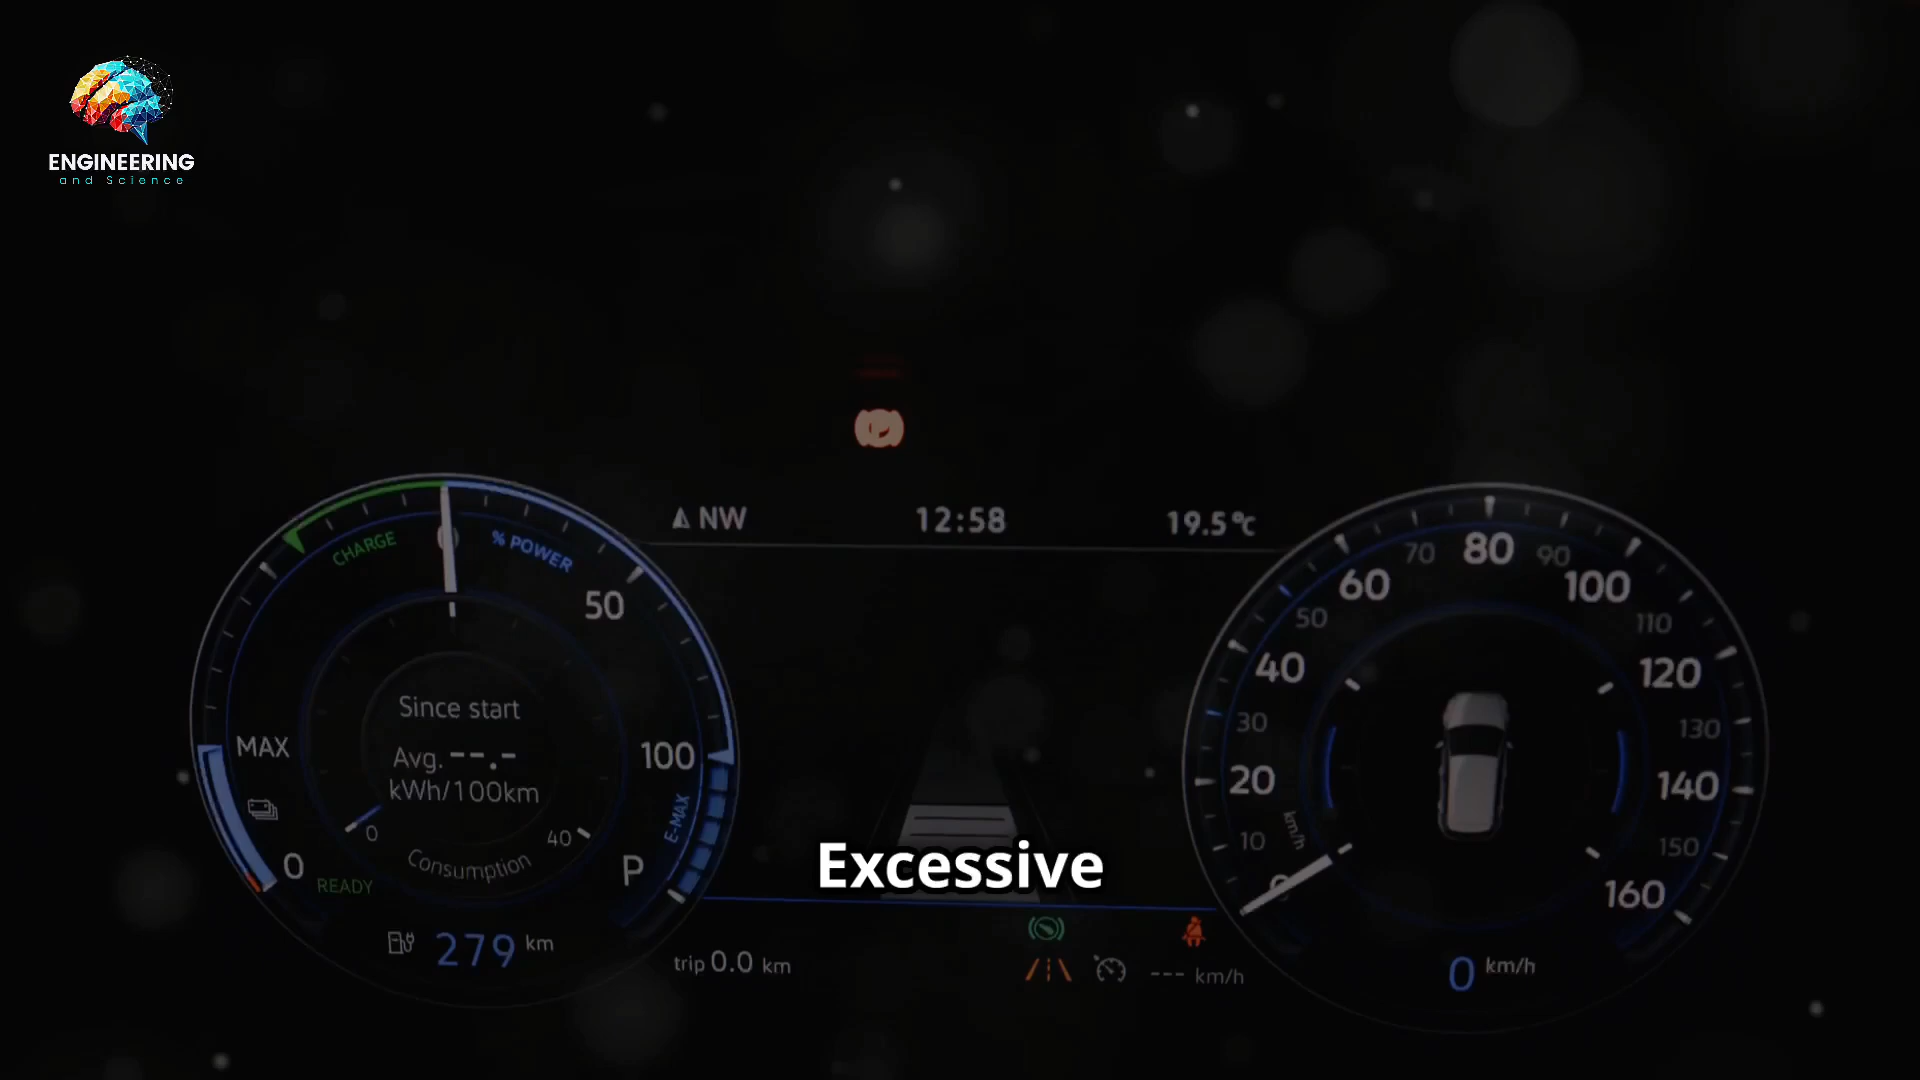 ENGINEERING
and Science
NW
12:58
19.5°C
CHARGE
0
% POWER
50
100
MAX
0
READY
E-MAX
P
Since start
Avg. --.-
kWh/100km
0
40
Consumption
279 km
trip 0.0 km
Excessive
--- km/h
0
10
20
30
40
50
60
70
80
90
100
110
120
130
140
150
160
km/h
0 km/h